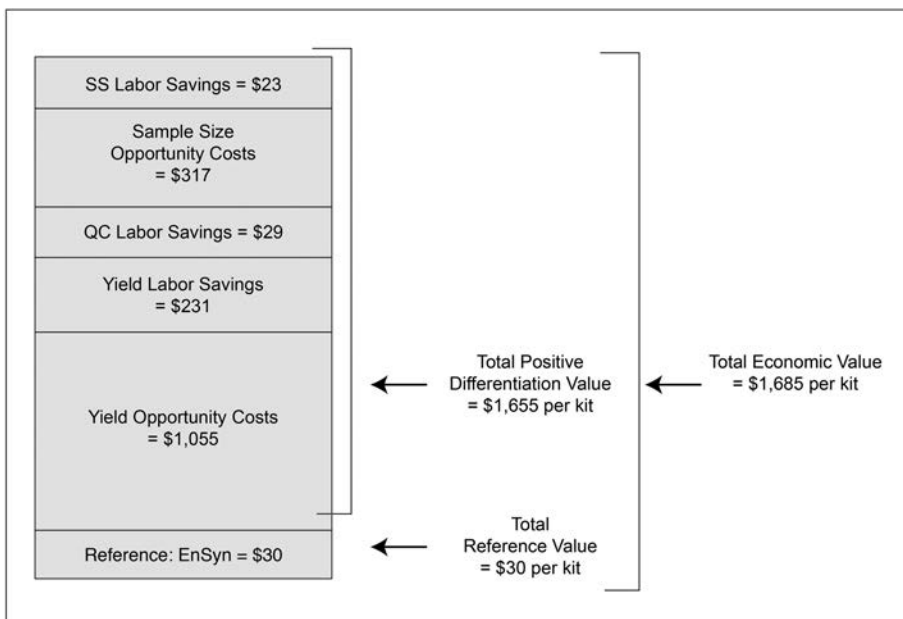 SS Labor Savings = $23
Sample Size
Opportunity Costs
= $317
QC Labor Savings = $29
Yield Labor Savings
= $231
Yield Opportunity Costs
= $1,055
Reference: EnSyn = $30
Total Positive
Differentiation Value
= $1,655 per kit
Total
Reference Value
= $30 per kit
Total Economic Value
= $1,685 per kit